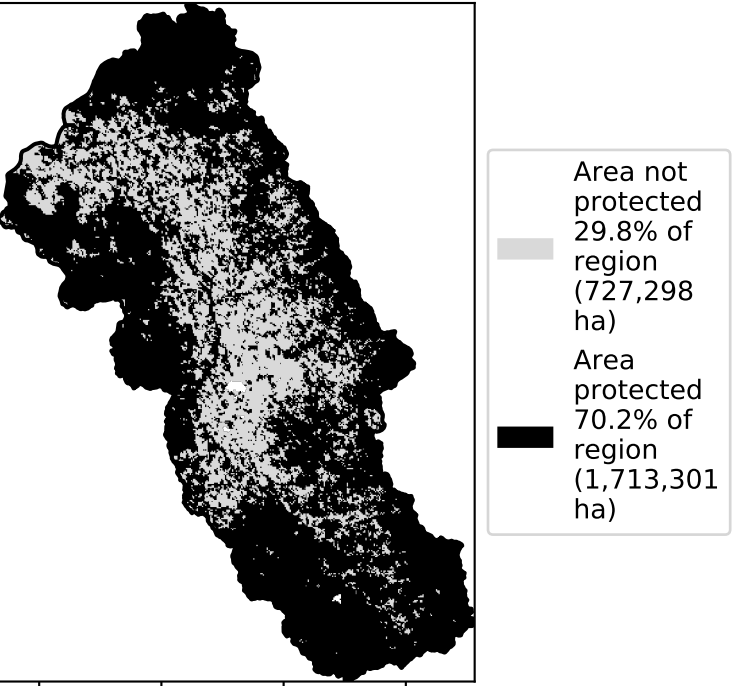 Area not
protected
29.8% of
region
(727,298
ha)
Area
protected
70.2% of
region
(1,713,301
ha)